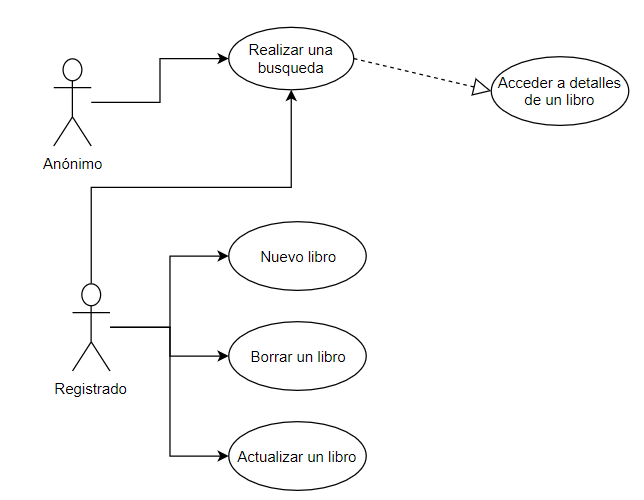 Realizar una
busqueda
Acceder a detalles
de un libro
Anónimo
Nuevo libro
Borrar un libro
Registrado
Actualizar un libro